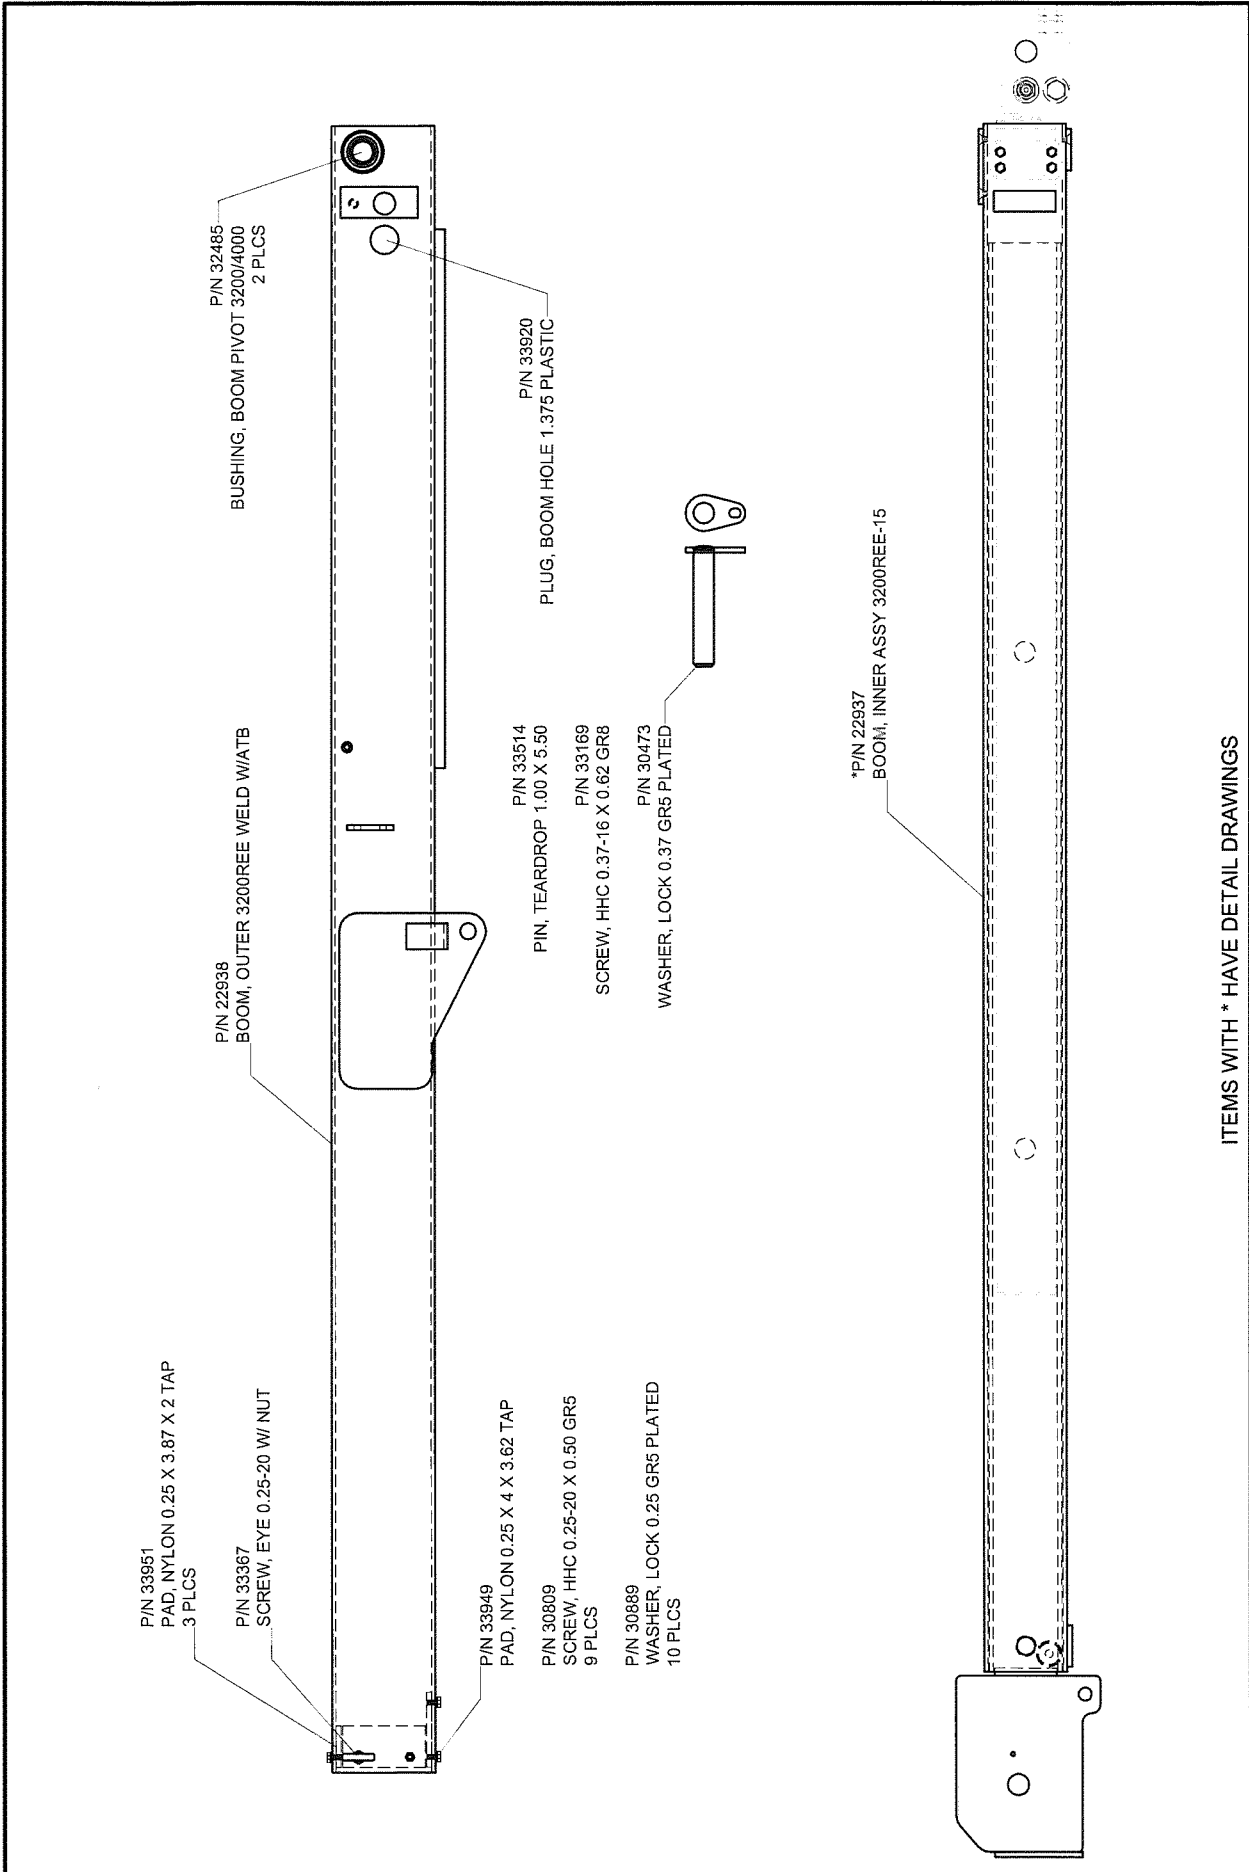 P/N 33951
PAD, NYLON 0.25 X 3.87 X 2 TAP
3 PLCS
P/N 33367
SCREW, EYE 0.25-20 W/ NUT
P/N 22938
BOOM, OUTER 3200REE WELD W/ATB
P/N 32485
BUSHING, BOOM PIVOT 3200/4000
2 PLCS
P/N 33949
PAD, NYLON 0.25 X 4 X 3.62 TAP
P/N 30809
SCREW, HHC 0.25-20 X 0.50 GR5
9 PLCS
P/N 30889
WASHER, LOCK 0.25 GR5 PLATED
10 PLCS
P/N 33514
PIN, TEARDROP 1.00 X 5.50
P/N 33169
SCREW, HHC 0.37-16 X 0.62 GR8
P/N 30473
WASHER, LOCK 0.37 GR5 PLATED
P/N 33920
PLUG, BOOM HOLE 1.375 PLASTIC
*P/N 22937
BOOM, INNER ASSY 3200REE-15
ITEMS WITH * HAVE DETAIL DRAWINGS